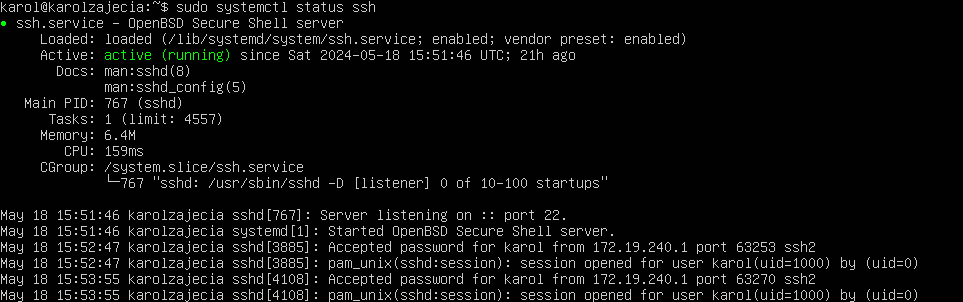 karol@karolzajecia:~$ sudo systemctl status ssh
● ssh.service - OpenBSD Secure Shell server
     Loaded: loaded (/lib/systemd/system/ssh.service; enabled; vendor preset: enabled)
     Active: active (running) since Sat 2024-05-18 15:51:46 UTC; 21h ago
       Docs: man:sshd(8)
             man:sshd_config(5)
   Main PID: 767 (sshd)
      Tasks: 1 (limit: 4557)
     Memory: 6.4M
        CPU: 159ms
     CGroup: /system.slice/ssh.service
             └─767 "sshd: /usr/sbin/sshd -D [listener] 0 of 10-100 startups"

May 18 15:51:46 karolzajecia sshd[767]: Server listening on :: port 22.
May 18 15:51:46 karolzajecia systemd[1]: Started OpenBSD Secure Shell server.
May 18 15:52:47 karolzajecia sshd[3885]: Accepted password for karol from 172.19.240.1 port 63253 ssh2
May 18 15:52:47 karolzajecia sshd[3885]: pam_unix(sshd:session): session opened for user karol(uid=1000) by (uid=0)
May 18 15:53:55 karolzajecia sshd[4108]: Accepted password for karol from 172.19.240.1 port 63270 ssh2
May 18 15:53:55 karolzajecia sshd[4108]: pam_unix(sshd:session): session opened for user karol(uid=1000) by (uid=0)